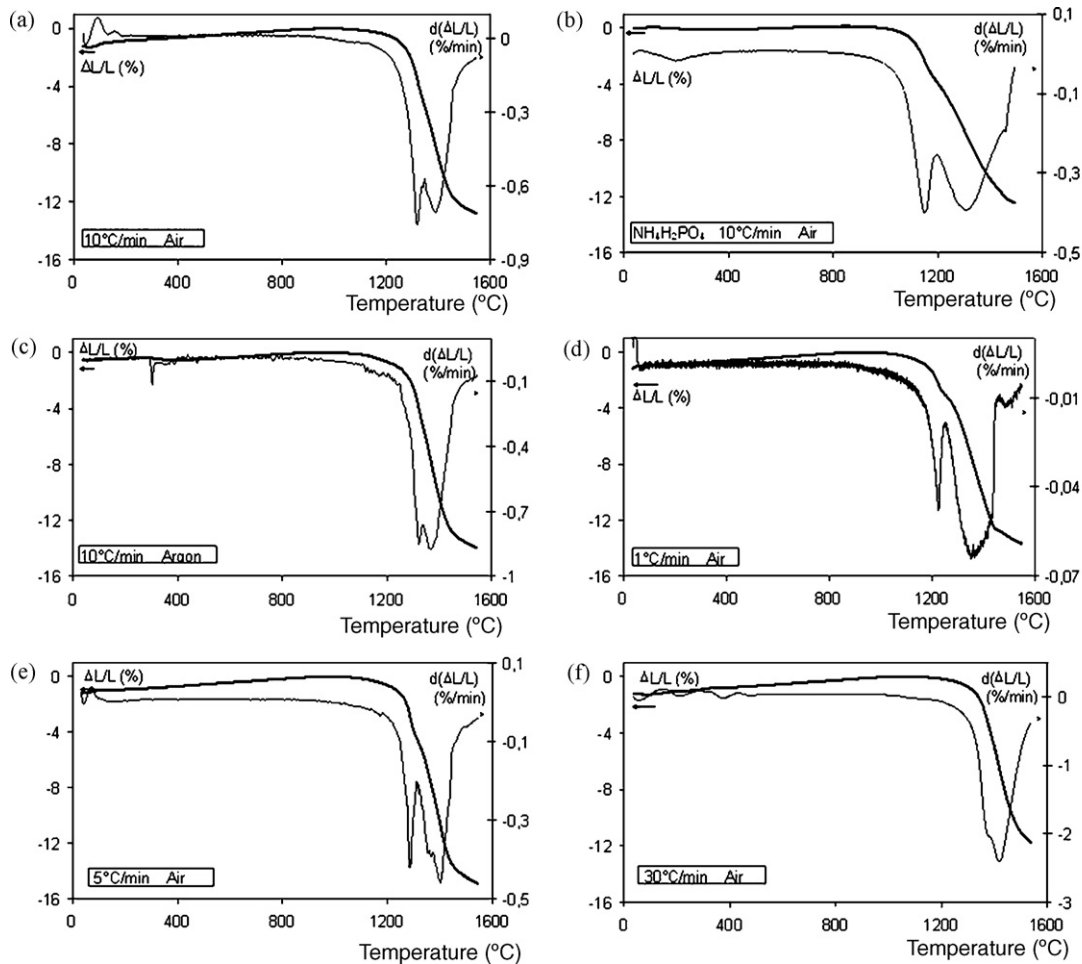 (a)
0
-4
-8
-12
-16
ΔL/L (%)
d(ΔL/L)
(%/min)
0
-0,3
-0,6
-0,9
10°C/min Air
0 400 800 1200 1600
Temperature (ºC)
(b)
0
-4
-8
-12
-16
ΔL/L (%)
d(ΔL/L)
(%/min)
0,1
-0,1
-0,3
-0,5
NH₄H₂PO₄ 10°C/min Air
0 400 800 1200 1600
Temperature (ºC)
(c)
ΔL/L (%)
0
-4
-8
-12
-16
d(ΔL/L)
(%/min)
-0,1
-0,4
-0,7
-1
10°C/min Argon
0 400 800 1200 1600
Temperature (ºC)
(d)
0
-4
-8
-12
-16
ΔL/L (%)
d(ΔL/L)
(%/min)
-0,01
-0,04
-0,07
1°C/min Air
0 400 800 1200 1600
Temperature (ºC)
(e)
ΔL/L (%)
0
-4
-8
-12
-16
d(ΔL/L)
(%/min)
0,1
-0,1
-0,3
-0,5
5°C/min Air
0 400 800 1200 1600
Temperature (ºC)
(f)
ΔL/L (%)
0
-4
-8
-12
-16
d(ΔL/L)
(%/min)
0
-1
-2
-3
30°C/min Air
0 400 800 1200 1600
Temperature (ºC)